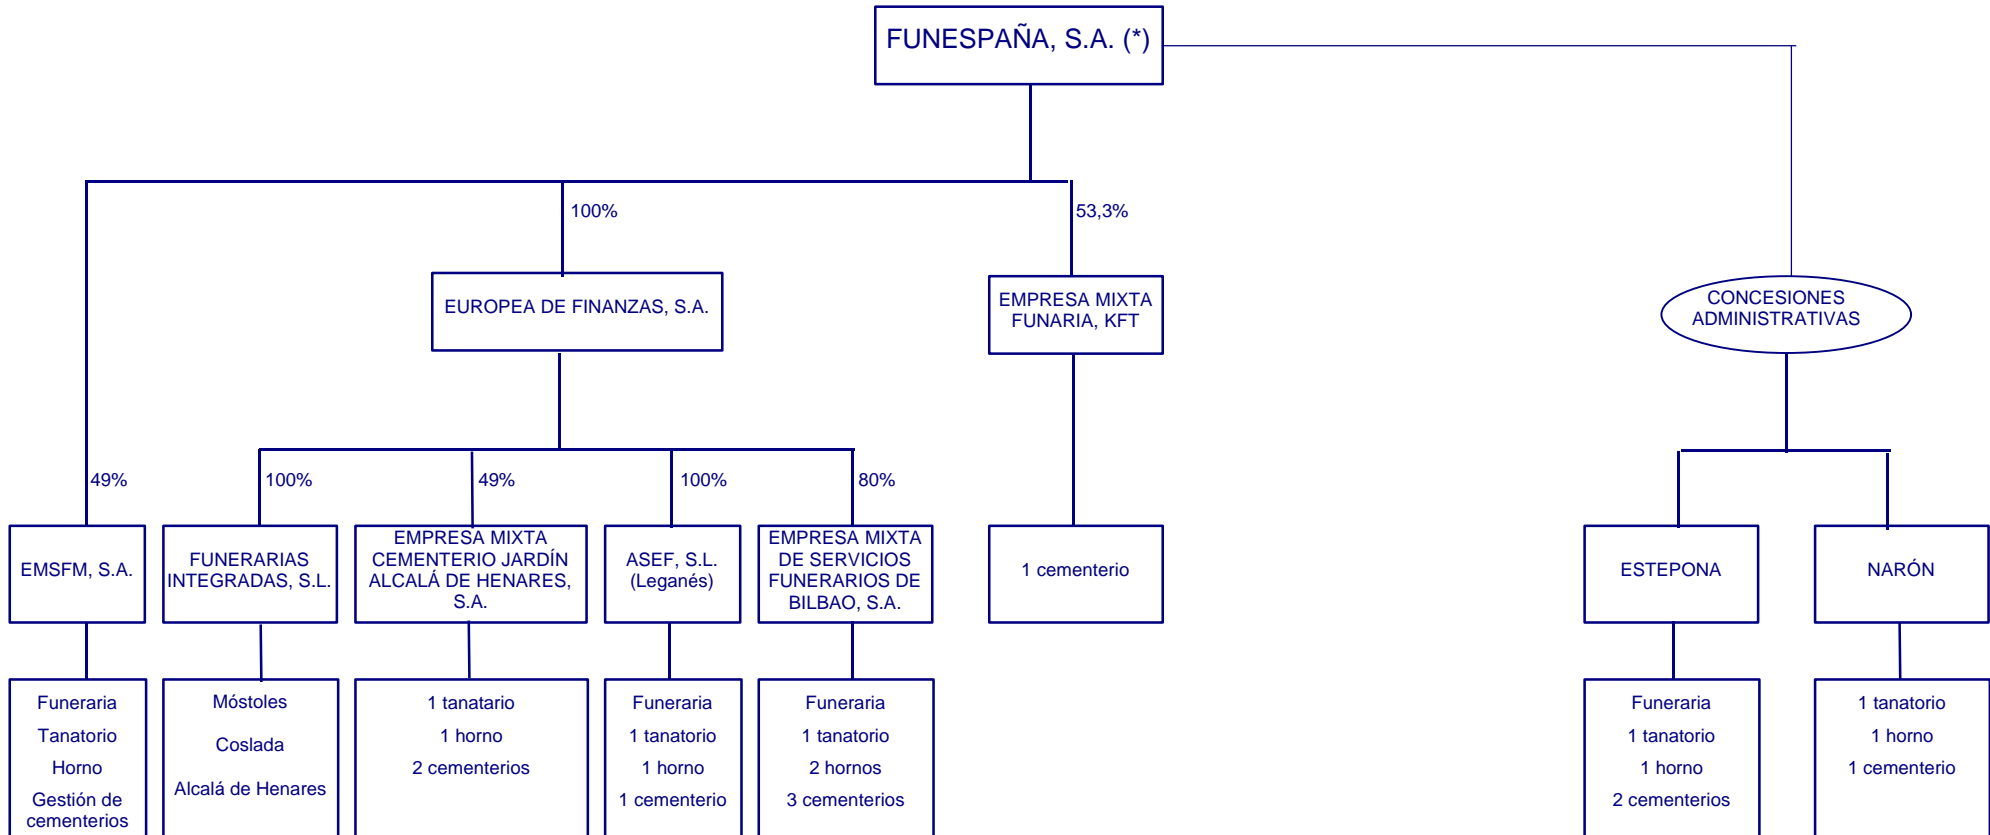 FUNESPAÑA, S.A. (*)
100%
53,3%
EUROPEA DE FINANZAS, S.A.
EMPRESA MIXTA
FUNARIA, KFT
CONCESIONES
ADMINISTRATIVAS
49%
100%
49%
100%
80%
EMSFM, S.A.
FUNERARIAS
INTEGRADAS, S.L.
EMPRESA MIXTA
CEMENTERIO JARDÍN
ALCALÁ DE HENARES,
S.A.
ASEF, S.L.
(Leganés)
EMPRESA MIXTA
DE SERVICIOS
FUNERARIOS DE
BILBAO, S.A.
1 cementerio
ESTEPONA
NARÓN
Funeraria
Tanatorio
Horno
Gestión de
cementerios
Móstoles
Coslada
Alcalá de Henares
1 tanatario
1 horno
2 cementerios
Funeraria
1 tanatorio
1 horno
1 cementerio
Funeraria
1 tanatorio
2 hornos
3 cementerios
Funeraria
1 tanatorio
1 horno
2 cementerios
1 tanatorio
1 horno
1 cementerio